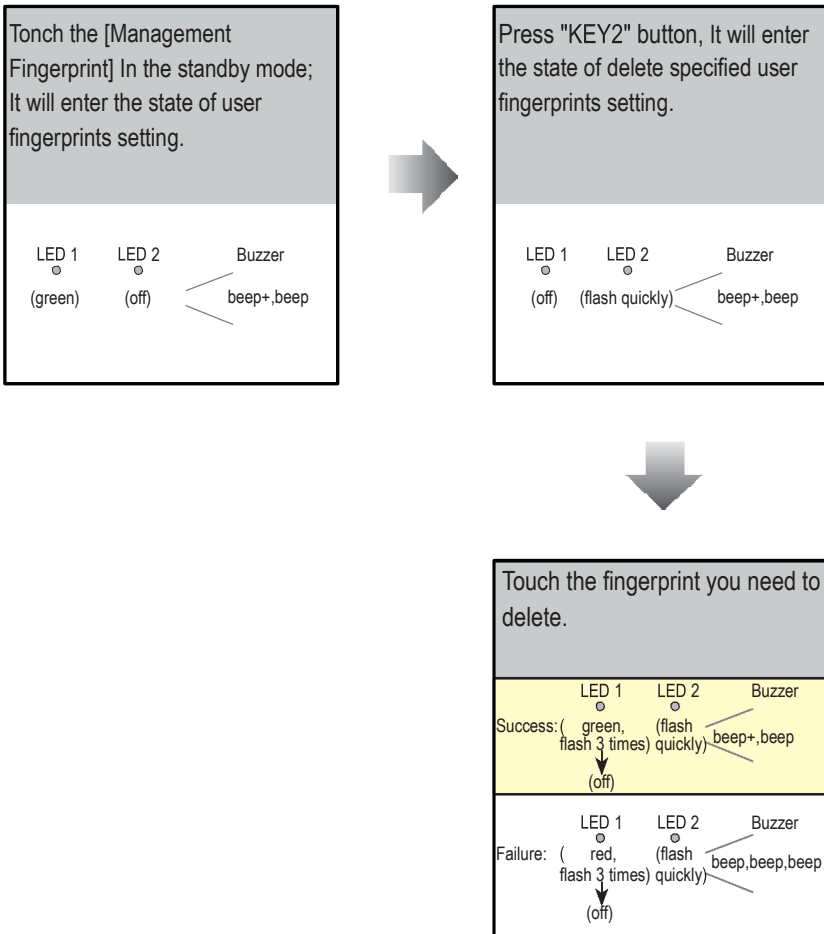 Tonch the [Management
Fingerprint] In the standby mode;
It will enter the state of user
fingerprints setting.
LED 1 LED 2 Buzzer
(green) (off) beep+,beep
Press "KEY2" button, It will enter
the state of delete specified user
fingerprints setting.
LED 1 LED 2 Buzzer
(off) (flash quickly) beep+,beep
Touch the fingerprint you need to
delete.
LED 1 LED 2 Buzzer
Success: ( green, (flash
flash 3 times) quickly) beep+,beep
(off)
LED 1 LED 2 Buzzer
Failure: ( red, (flash
flash 3 times) quickly) beep,beep,beep
(off)